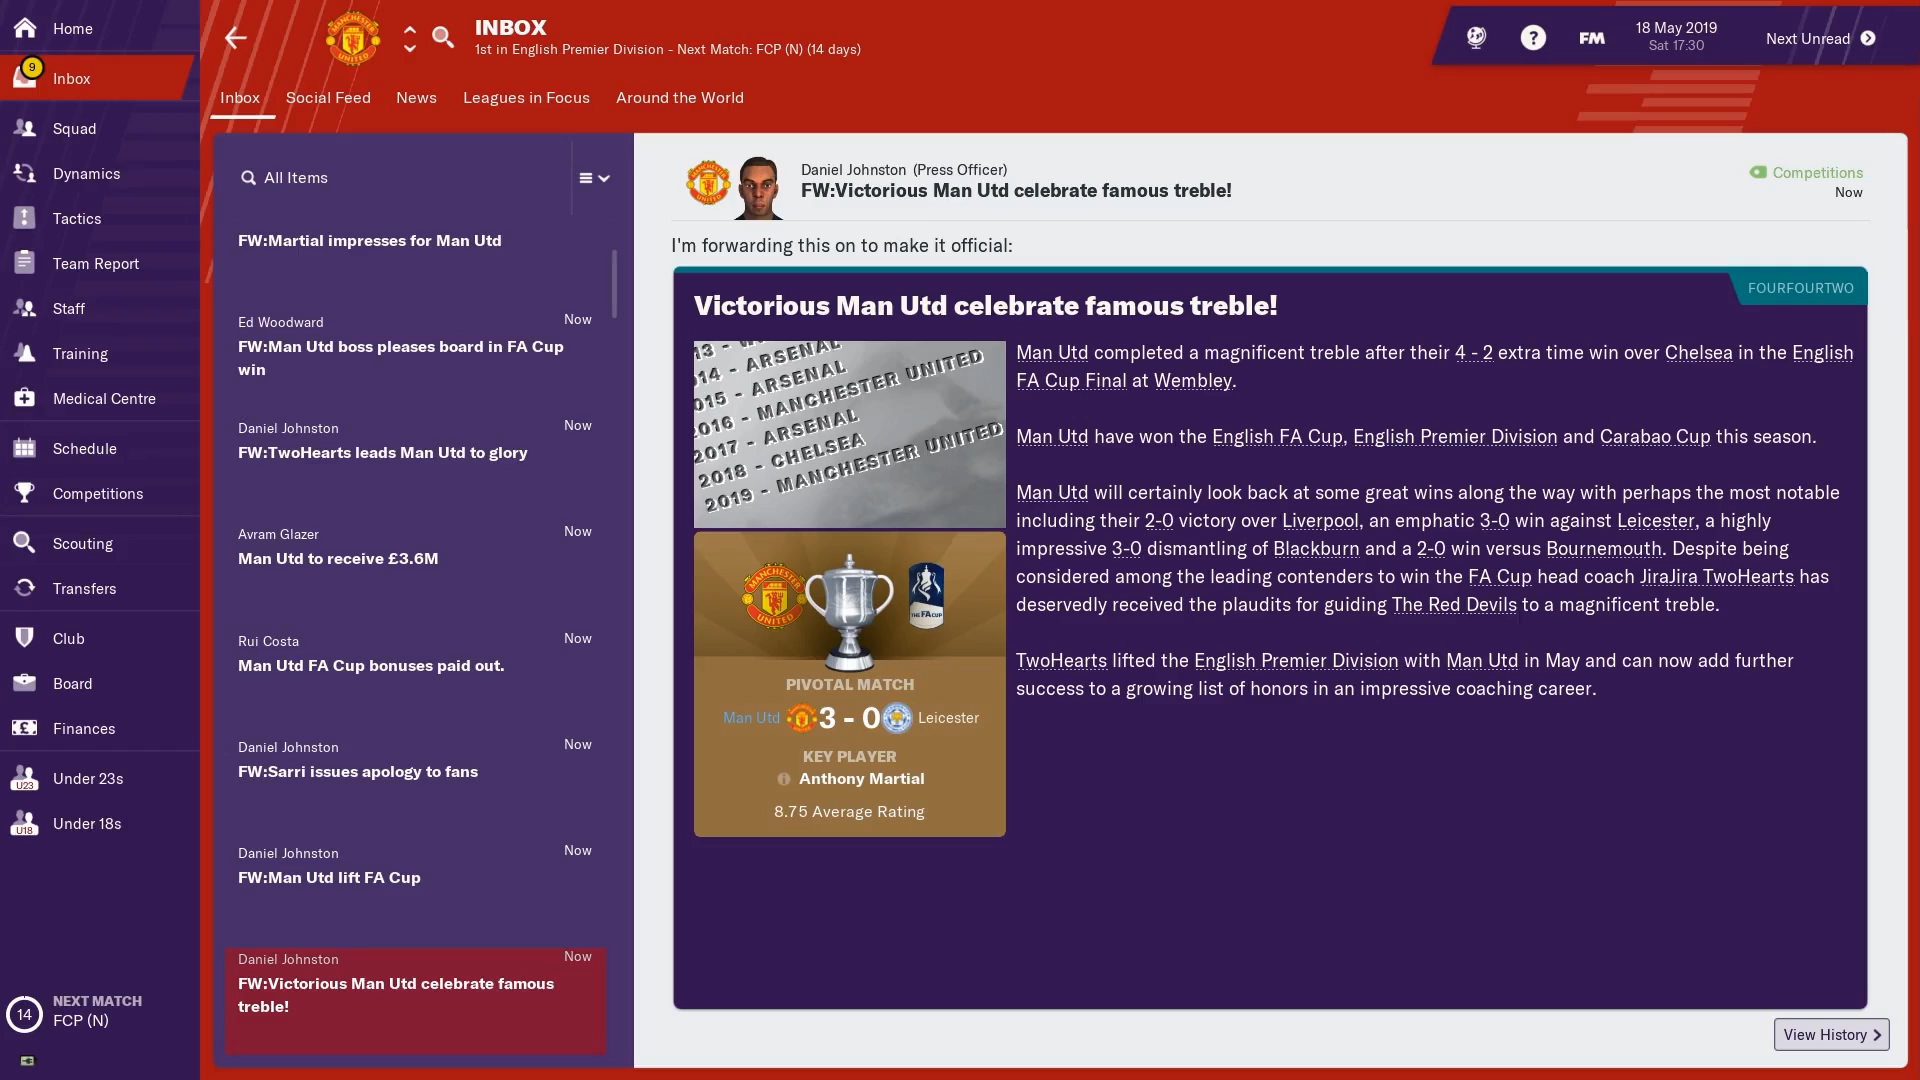 Home
9
Inbox
Squad
Dynamics
Tactics
Team Report
Staff
Training
Medical Centre
Schedule
Competitions
Scouting
Transfers
Club
Board
Finances
U23
Under 23s
U18
Under 18s
14
NEXT MATCH
FCP (N)
MANCHESTER
UNITED
INBOX
1st in English Premier Division - Next Match: FCP (N) (14 days)
?
FM
18 May 2019
Sat 17:30
Next Unread
Inbox
Social Feed
News
Leagues in Focus
Around the World
All Items
FW:Martial impresses for Man Utd
Ed Woodward
Now
FW:Man Utd boss pleases board in FA Cup
win
Daniel Johnston
Now
FW:TwoHearts leads Man Utd to glory
Avram Glazer
Now
Man Utd to receive £3.6M
Rui Costa
Now
Man Utd FA Cup bonuses paid out.
Daniel Johnston
Now
FW:Sarri issues apology to fans
Daniel Johnston
Now
FW:Man Utd lift FA Cup
Daniel Johnston
Now
FW:Victorious Man Utd celebrate famous
treble!
MANCHESTER
UNITED
Daniel Johnston (Press Officer)
FW:Victorious Man Utd celebrate famous treble!
Competitions
Now
I'm forwarding this on to make it official:
FOURFOURTWO
Victorious Man Utd celebrate famous treble!
014 - ARSENAL
015 - ARSENAL
2016 - MANCHESTER UNITED
2017 - ARSENAL
2018 - CHELSEA
2019 - MANCHESTER UNITED
MANCHESTER
UNITED
THE FA CUP
PIVOTAL MATCH
Man Utd 3 - 0 Leicester
KEY PLAYER
Anthony Martial
8.75 Average Rating
Man Utd completed a magnificent treble after their 4 - 2 extra time win over Chelsea in the English
FA Cup Final at Wembley.
Man Utd have won the English FA Cup, English Premier Division and Carabao Cup this season.
Man Utd will certainly look back at some great wins along the way with perhaps the most notable
including their 2-0 victory over Liverpool, an emphatic 3-0 win against Leicester, a highly
impressive 3-0 dismantling of Blackburn and a 2-0 win versus Bournemouth. Despite being
considered among the leading contenders to win the FA Cup head coach JiraJira TwoHearts has
deservedly received the plaudits for guiding The Red Devils to a magnificent treble.
TwoHearts lifted the English Premier Division with Man Utd in May and can now add further
success to a growing list of honors in an impressive coaching career.
View History